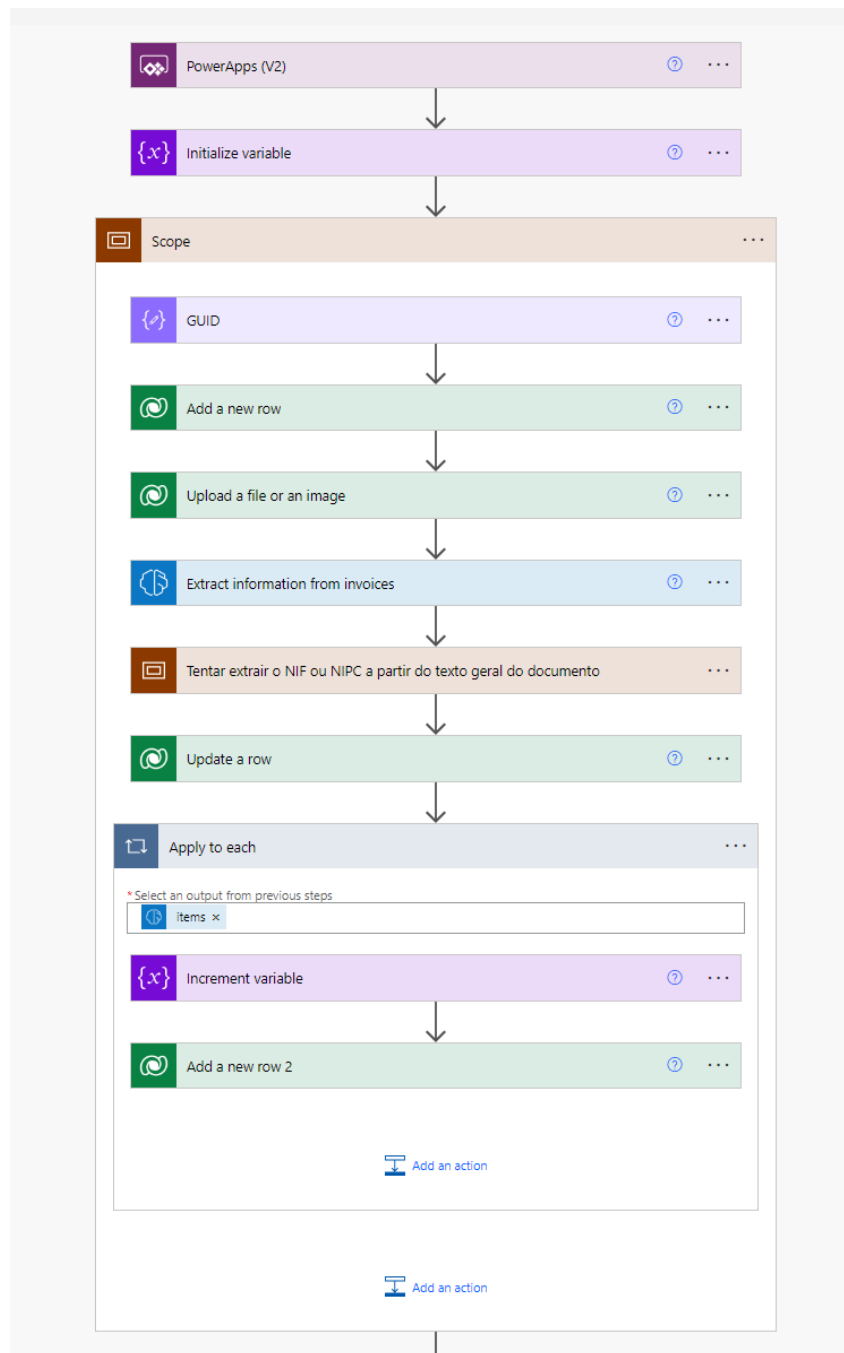 PowerApps (V2)
{x} Initialize variable
Scope
GUID
Add a new row
Upload a file or an image
Extract information from invoices
Tentar extrair o NIF ou NIPC a partir do texto geral do documento
Update a row
Apply to each
* Select an output from previous steps
items ×
{x} Increment variable
Add a new row 2
Add an action
Add an action